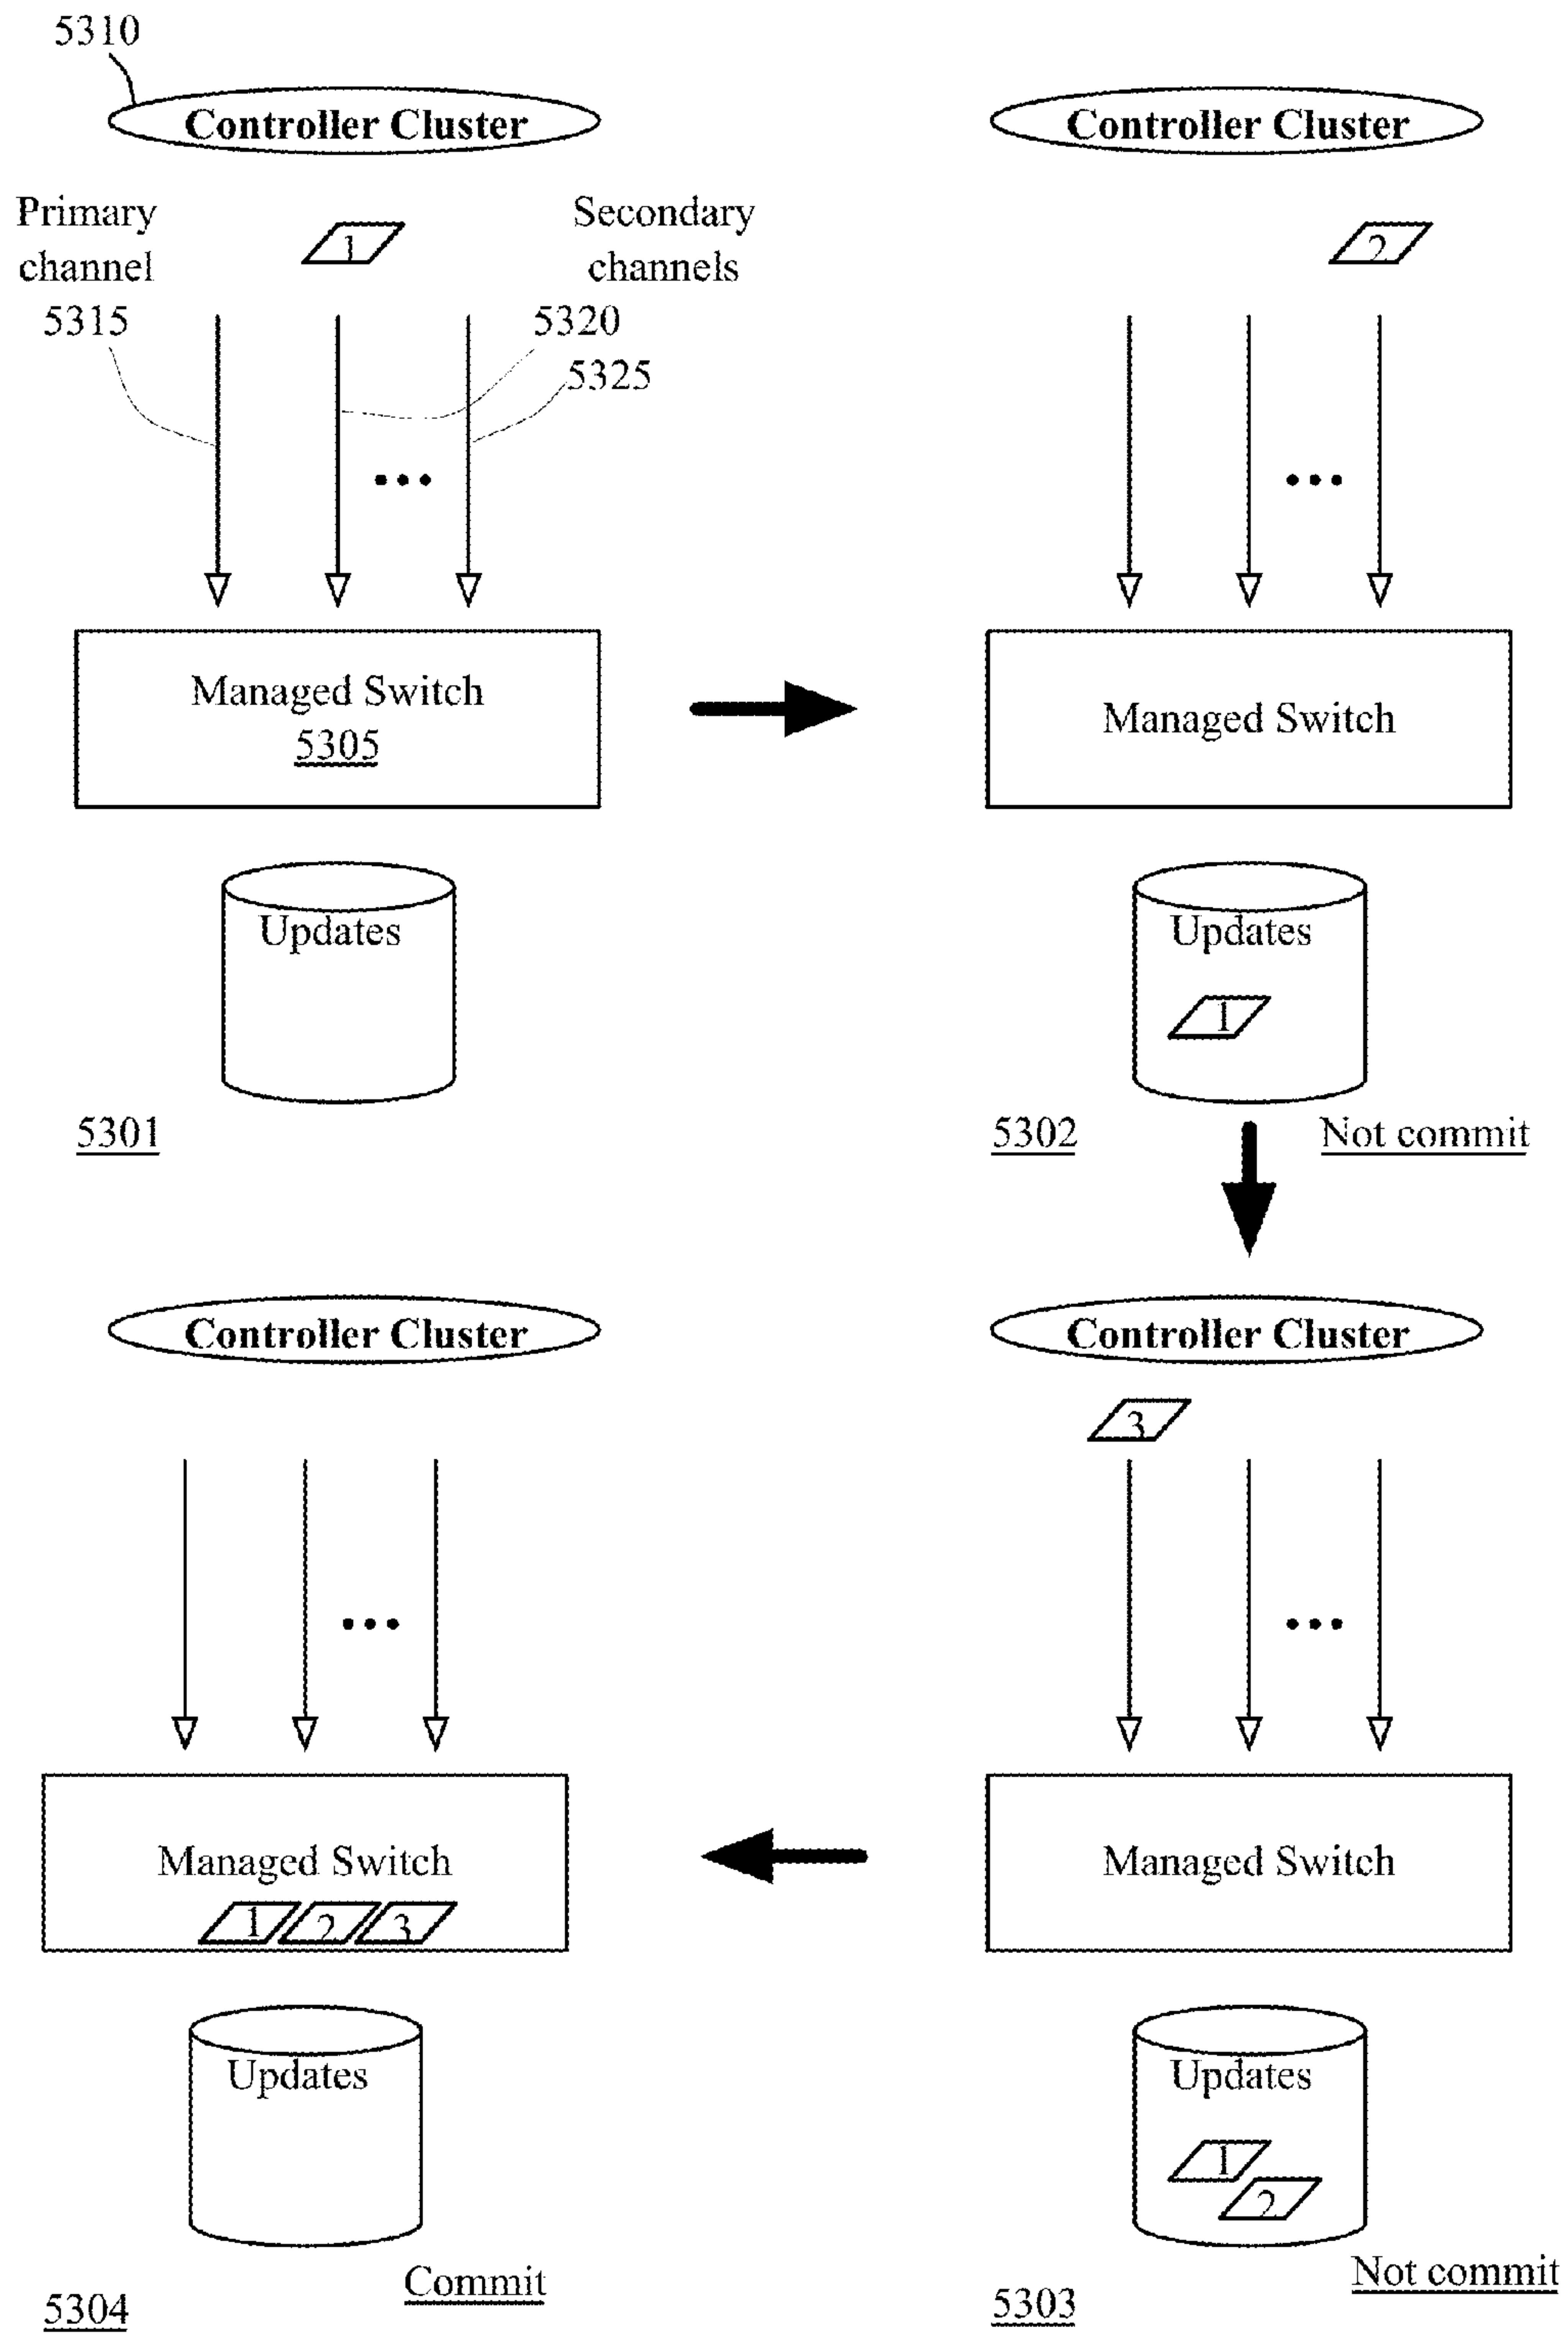 5310
Controller Cluster
Controller Cluster
Primary
channel
5315
1
Secondary
channels
5320
5325
2
...
...
Managed Switch
5305
Managed Switch
Updates
Updates
1
5301
5302
Not commit
Controller Cluster
Controller Cluster
3
...
...
Managed Switch
1 2 3
Managed Switch
Updates
Updates
1
2
Commit
5304
Not commit
5303